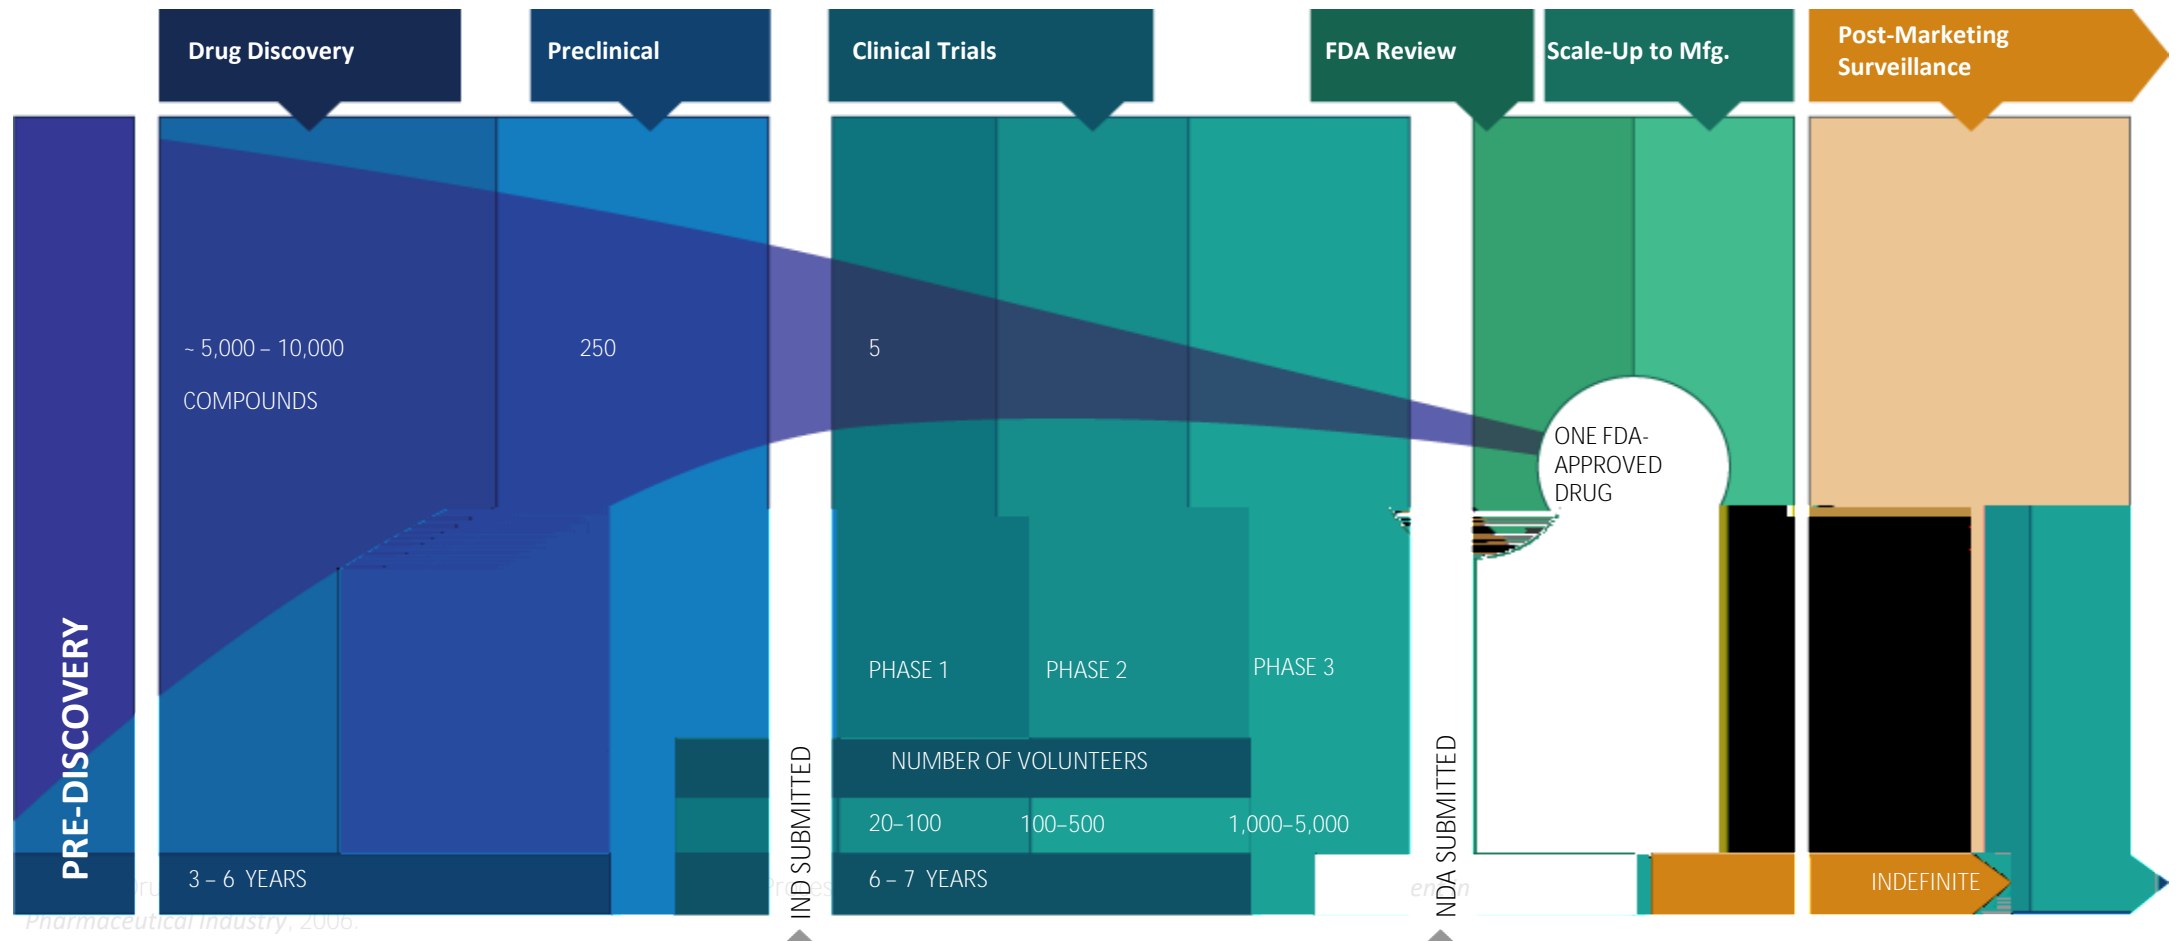 Drug Discovery
Preclinical
Clinical Trials
FDA Review
Scale-Up to Mfg.
Post-Marketing
Surveillance
PRE-DISCOVERY
~ 5,000 – 10,000
COMPOUNDS
250
5
ONE FDA-
APPROVED
DRUG
PHASE 1
PHASE 2
PHASE 3
NUMBER OF VOLUNTEERS
20–100
100–500
1,000–5,000
IND SUBMITTED
NDA SUBMITTED
3 – 6 YEARS
6 – 7 YEARS
INDEFINITE
Pharmaceutical Industry, 2006.